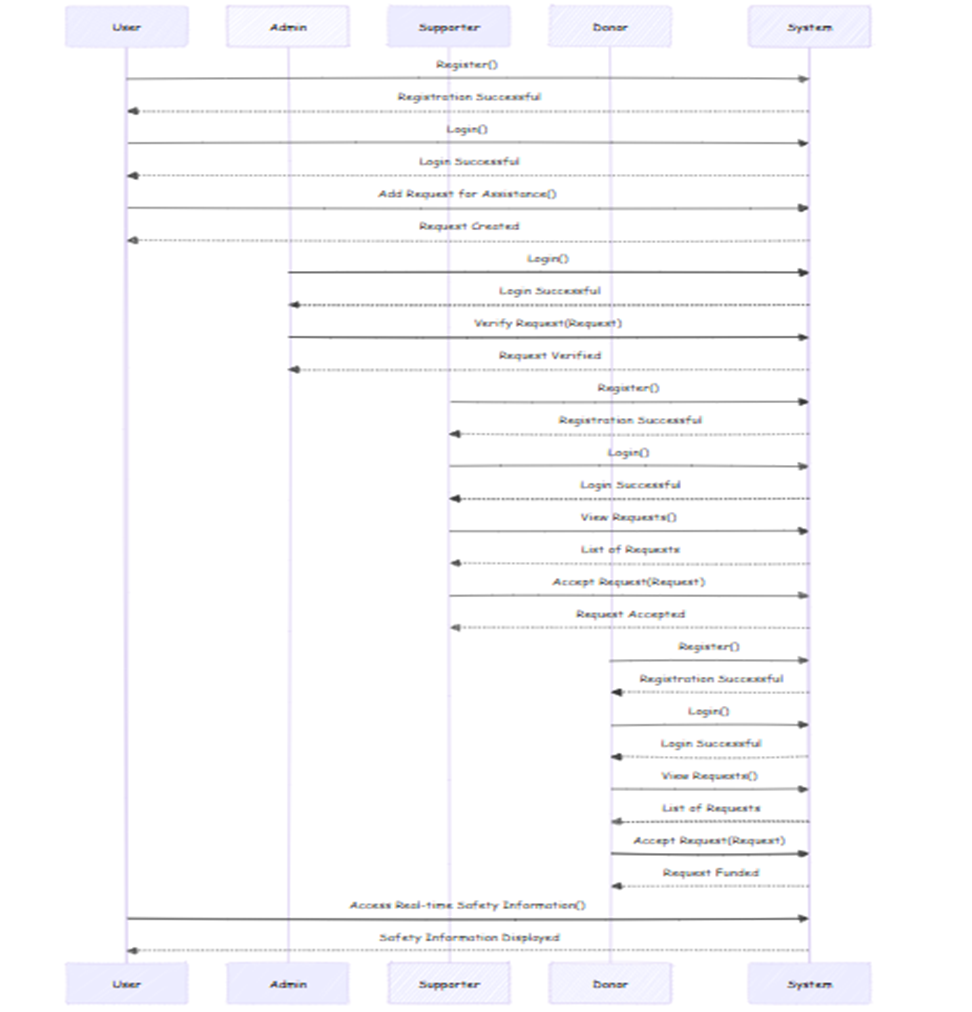 User Admin Supporter Donor System
Register()
Registration Successful
Login()
Login Successful
Add Request for Assistance()
Request Created
Login()
Login Successful
Verify Request(Request)
Request Verified
Register()
Registration Successful
Login()
Login Successful
View Requests()
List of Requests
Accept Request(Request)
Request Accepted
Register()
Registration Successful
Login()
Login Successful
View Requests()
List of Requests
Accept Request(Request)
Request Funded
Access Real-time Safety Information()
Safety Information Displayed
User Admin Supporter Donor System